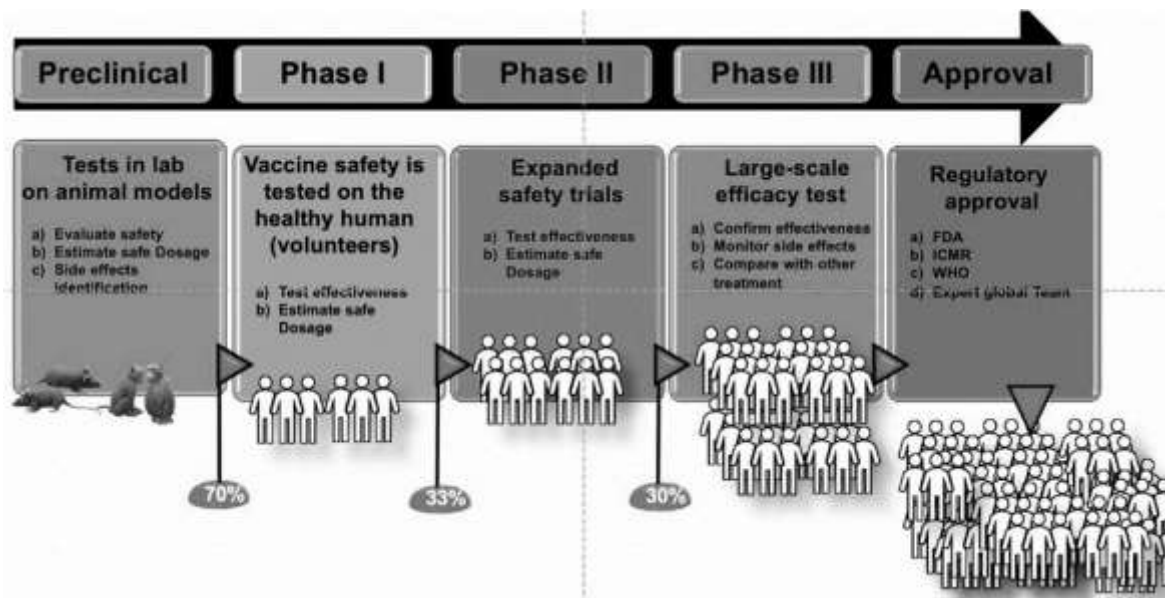 Preclinical
Phase I
Phase II
Phase III
Approval
Tests in lab
on animal models
a) Evaluate safety
b) Estimate safe Dosage
c) Side effects
identification
Vaccine safety is
tested on the
healthy human
(volunteers)
a) Test effectiveness
b) Estimate safe
Dosage
Expanded
safety trials
a) Test effectiveness
b) Estimate safe
Dosage
Large-scale
efficacy test
a) Confirm effectiveness
b) Monitor side effects
c) Compare with other
treatment
Regulatory
approval
a) FDA
b) ICMR
c) WHO
d) Expert global Team
70%
33%
30%